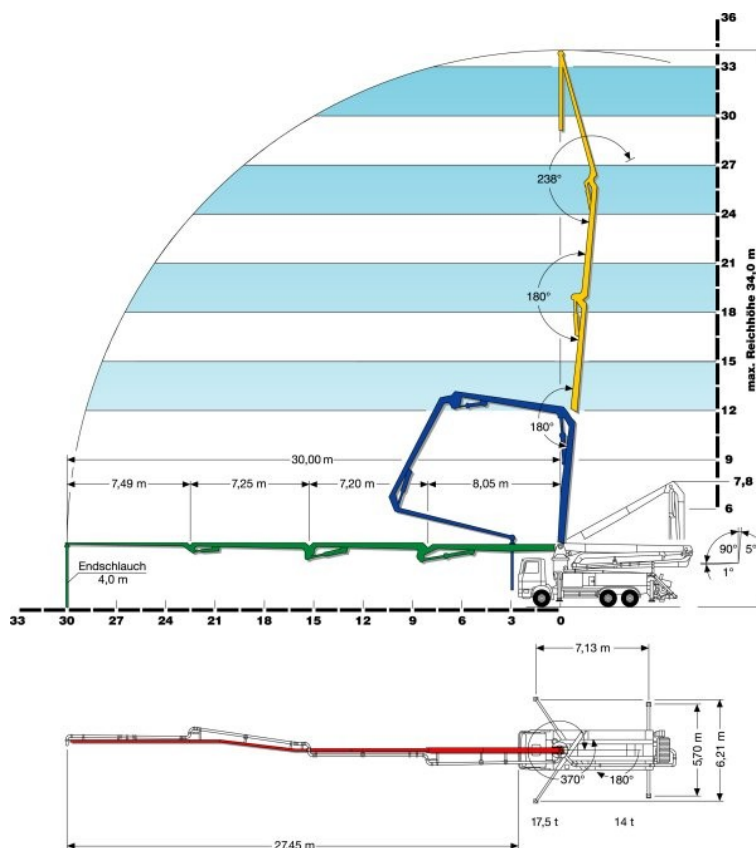 36
33
30
27
24
21
18
15
12
9
7,8
6
max. Reichhöhe 34,0 m
238°
180°
180°
30,00 m
7,49 m
7,25 m
7,20 m
8,05 m
Endschlauch
4,0 m
90°
5°
1°
33 30 27 24 21 18 15 12 9 6 3 0
7,13 m
370°
180°
5,70 m
6,21 m
17,5 t
14 t
27,45 m